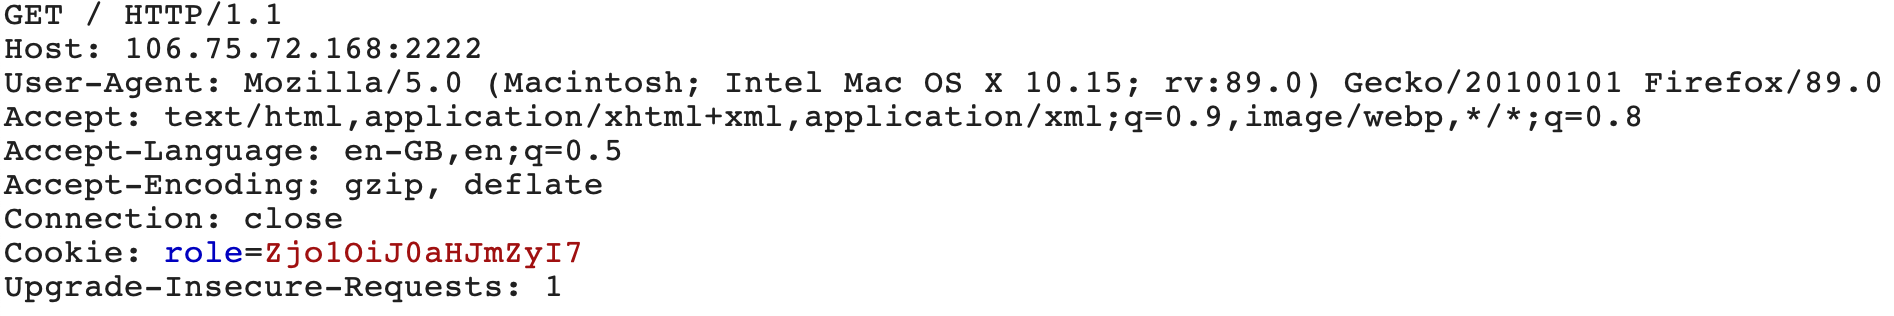 GET / HTTP/1.1
Host: 106.75.72.168:2222
User-Agent: Mozilla/5.0 (Macintosh; Intel Mac OS X 10.15; rv:89.0) Gecko/20100101 Firefox/89.0
Accept: text/html,application/xhtml+xml,application/xml;q=0.9,image/webp,*/*;q=0.8
Accept-Language: en-GB,en;q=0.5
Accept-Encoding: gzip, deflate
Connection: close
Cookie: role=Zjo1OiJ0aHJmZyI7
Upgrade-Insecure-Requests: 1